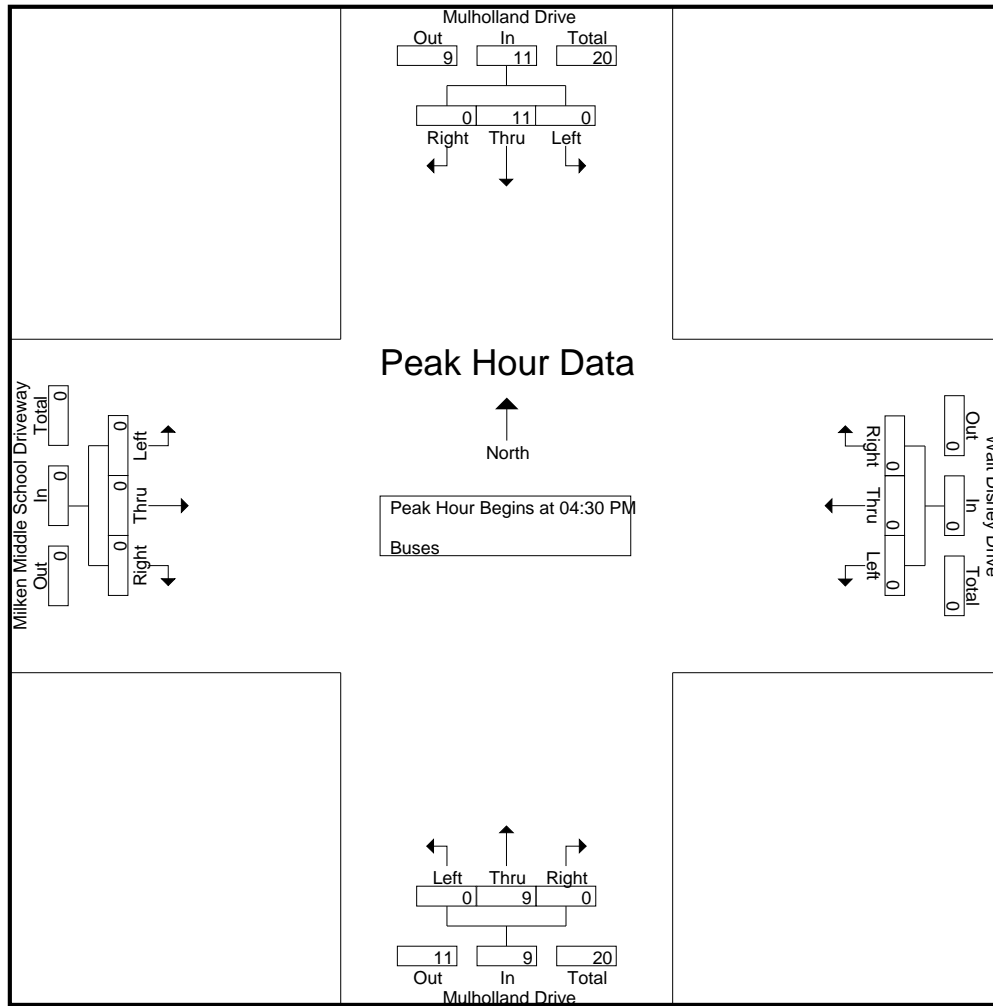 Mulholland Drive
Out In Total
9 11 20
0 11 0
Right Thru Left
Peak Hour Data
North
Peak Hour Begins at 04:30 PM
Buses
Milken Middle School Driveway
Out In Total
0 0 0
0 0 0
Right Thru Left
Walt Disney Drive
Out In Total
0 0 0
0 0 0
Right Thru Left
Left Thru Right
0 9 0
11 9 20
Out In Total
Mulholland Drive